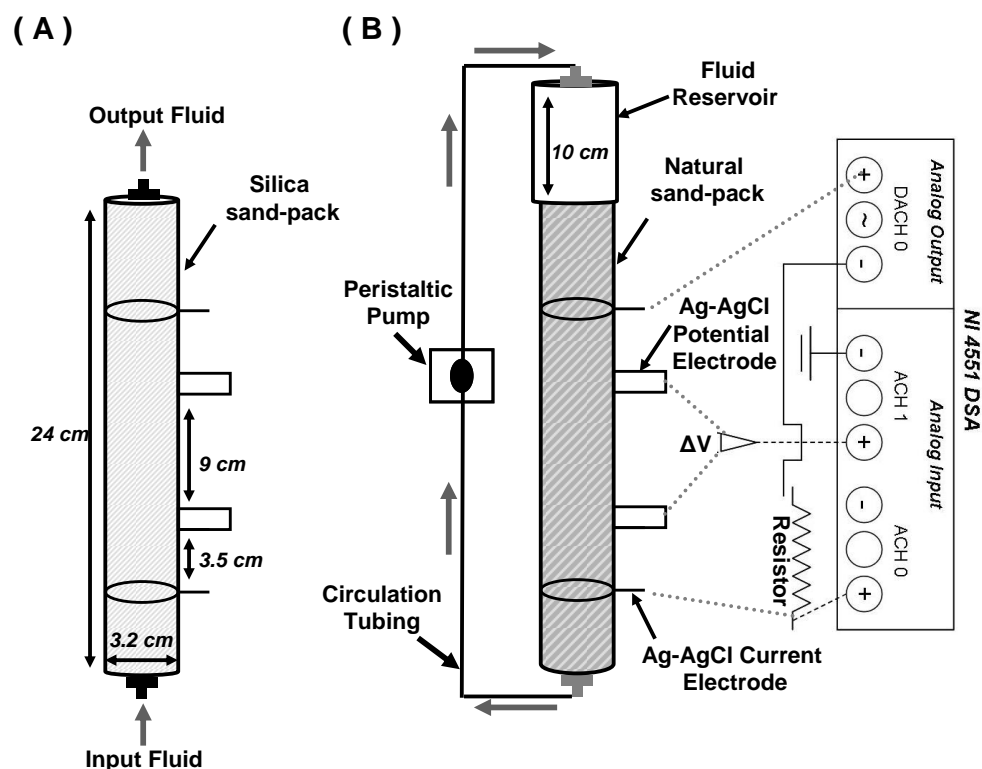 ( A )
Output Fluid
Silica
sand-pack
24 cm
9 cm
3.5 cm
3.2 cm
Input Fluid
( B )
Fluid
Reservoir
10 cm
Natural
sand-pack
Peristaltic
Pump
Ag-AgCl
Potential
Electrode
ΔV
Circulation
Tubing
Ag-AgCl Current
Electrode
Resistor
+
~
-
DACH 0
Analog Output
-
+
ACH 1
Analog Input
-
+
ACH 0
NI 4551 DSA